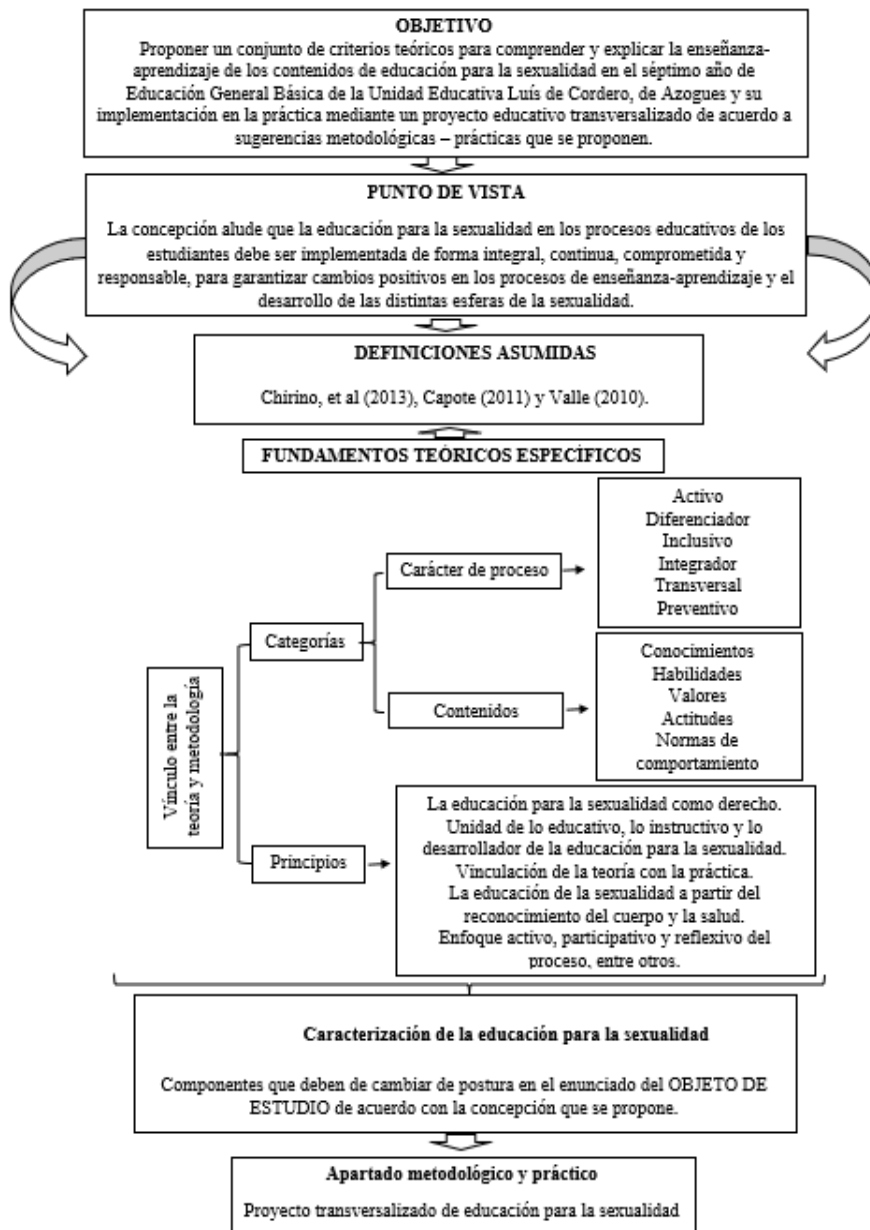 OBJETIVO
Proponer un conjunto de criterios teóricos para comprender y explicar la enseñanza-
aprendizaje de los contenidos de educación para la sexualidad en el séptimo año de
Educación General Básica de la Unidad Educativa Luís de Cordero, de Azogues y su
implementación en la práctica mediante un proyecto educativo transversalizado de acuerdo a
sugerencias metodológicas – prácticas que se proponen.
PUNTO DE VISTA
La concepción alude que la educación para la sexualidad en los procesos educativos de los
estudiantes debe ser implementada de forma integral, continua, comprometida y
responsable, para garantizar cambios positivos en los procesos de enseñanza-aprendizaje y el
desarrollo de las distintas esferas de la sexualidad.
DEFINICIONES ASUMIDAS
Chirino, et al (2013), Capote (2011) y Valle (2010).
FUNDAMENTOS TEÓRICOS ESPECÍFICOS
Vínculo entre la
teoría y metodología
Categorías
Carácter de proceso
Activo
Diferenciador
Inclusivo
Integrador
Transversal
Preventivo
Contenidos
Conocimientos
Habilidades
Valores
Actitudes
Normas de
comportamiento
Principios
La educación para la sexualidad como derecho.
Unidad de lo educativo, lo instructivo y lo
desarrollador de la educación para la sexualidad.
Vinculación de la teoría con la práctica.
La educación de la sexualidad a partir del
reconocimiento del cuerpo y la salud.
Enfoque activo, participativo y reflexivo del
proceso, entre otros.
Caracterización de la educación para la sexualidad
Componentes que deben de cambiar de postura en el enunciado del OBJETO DE
ESTUDIO de acuerdo con la concepción que se propone.
Apartado metodológico y práctico
Proyecto transversalizado de educación para la sexualidad